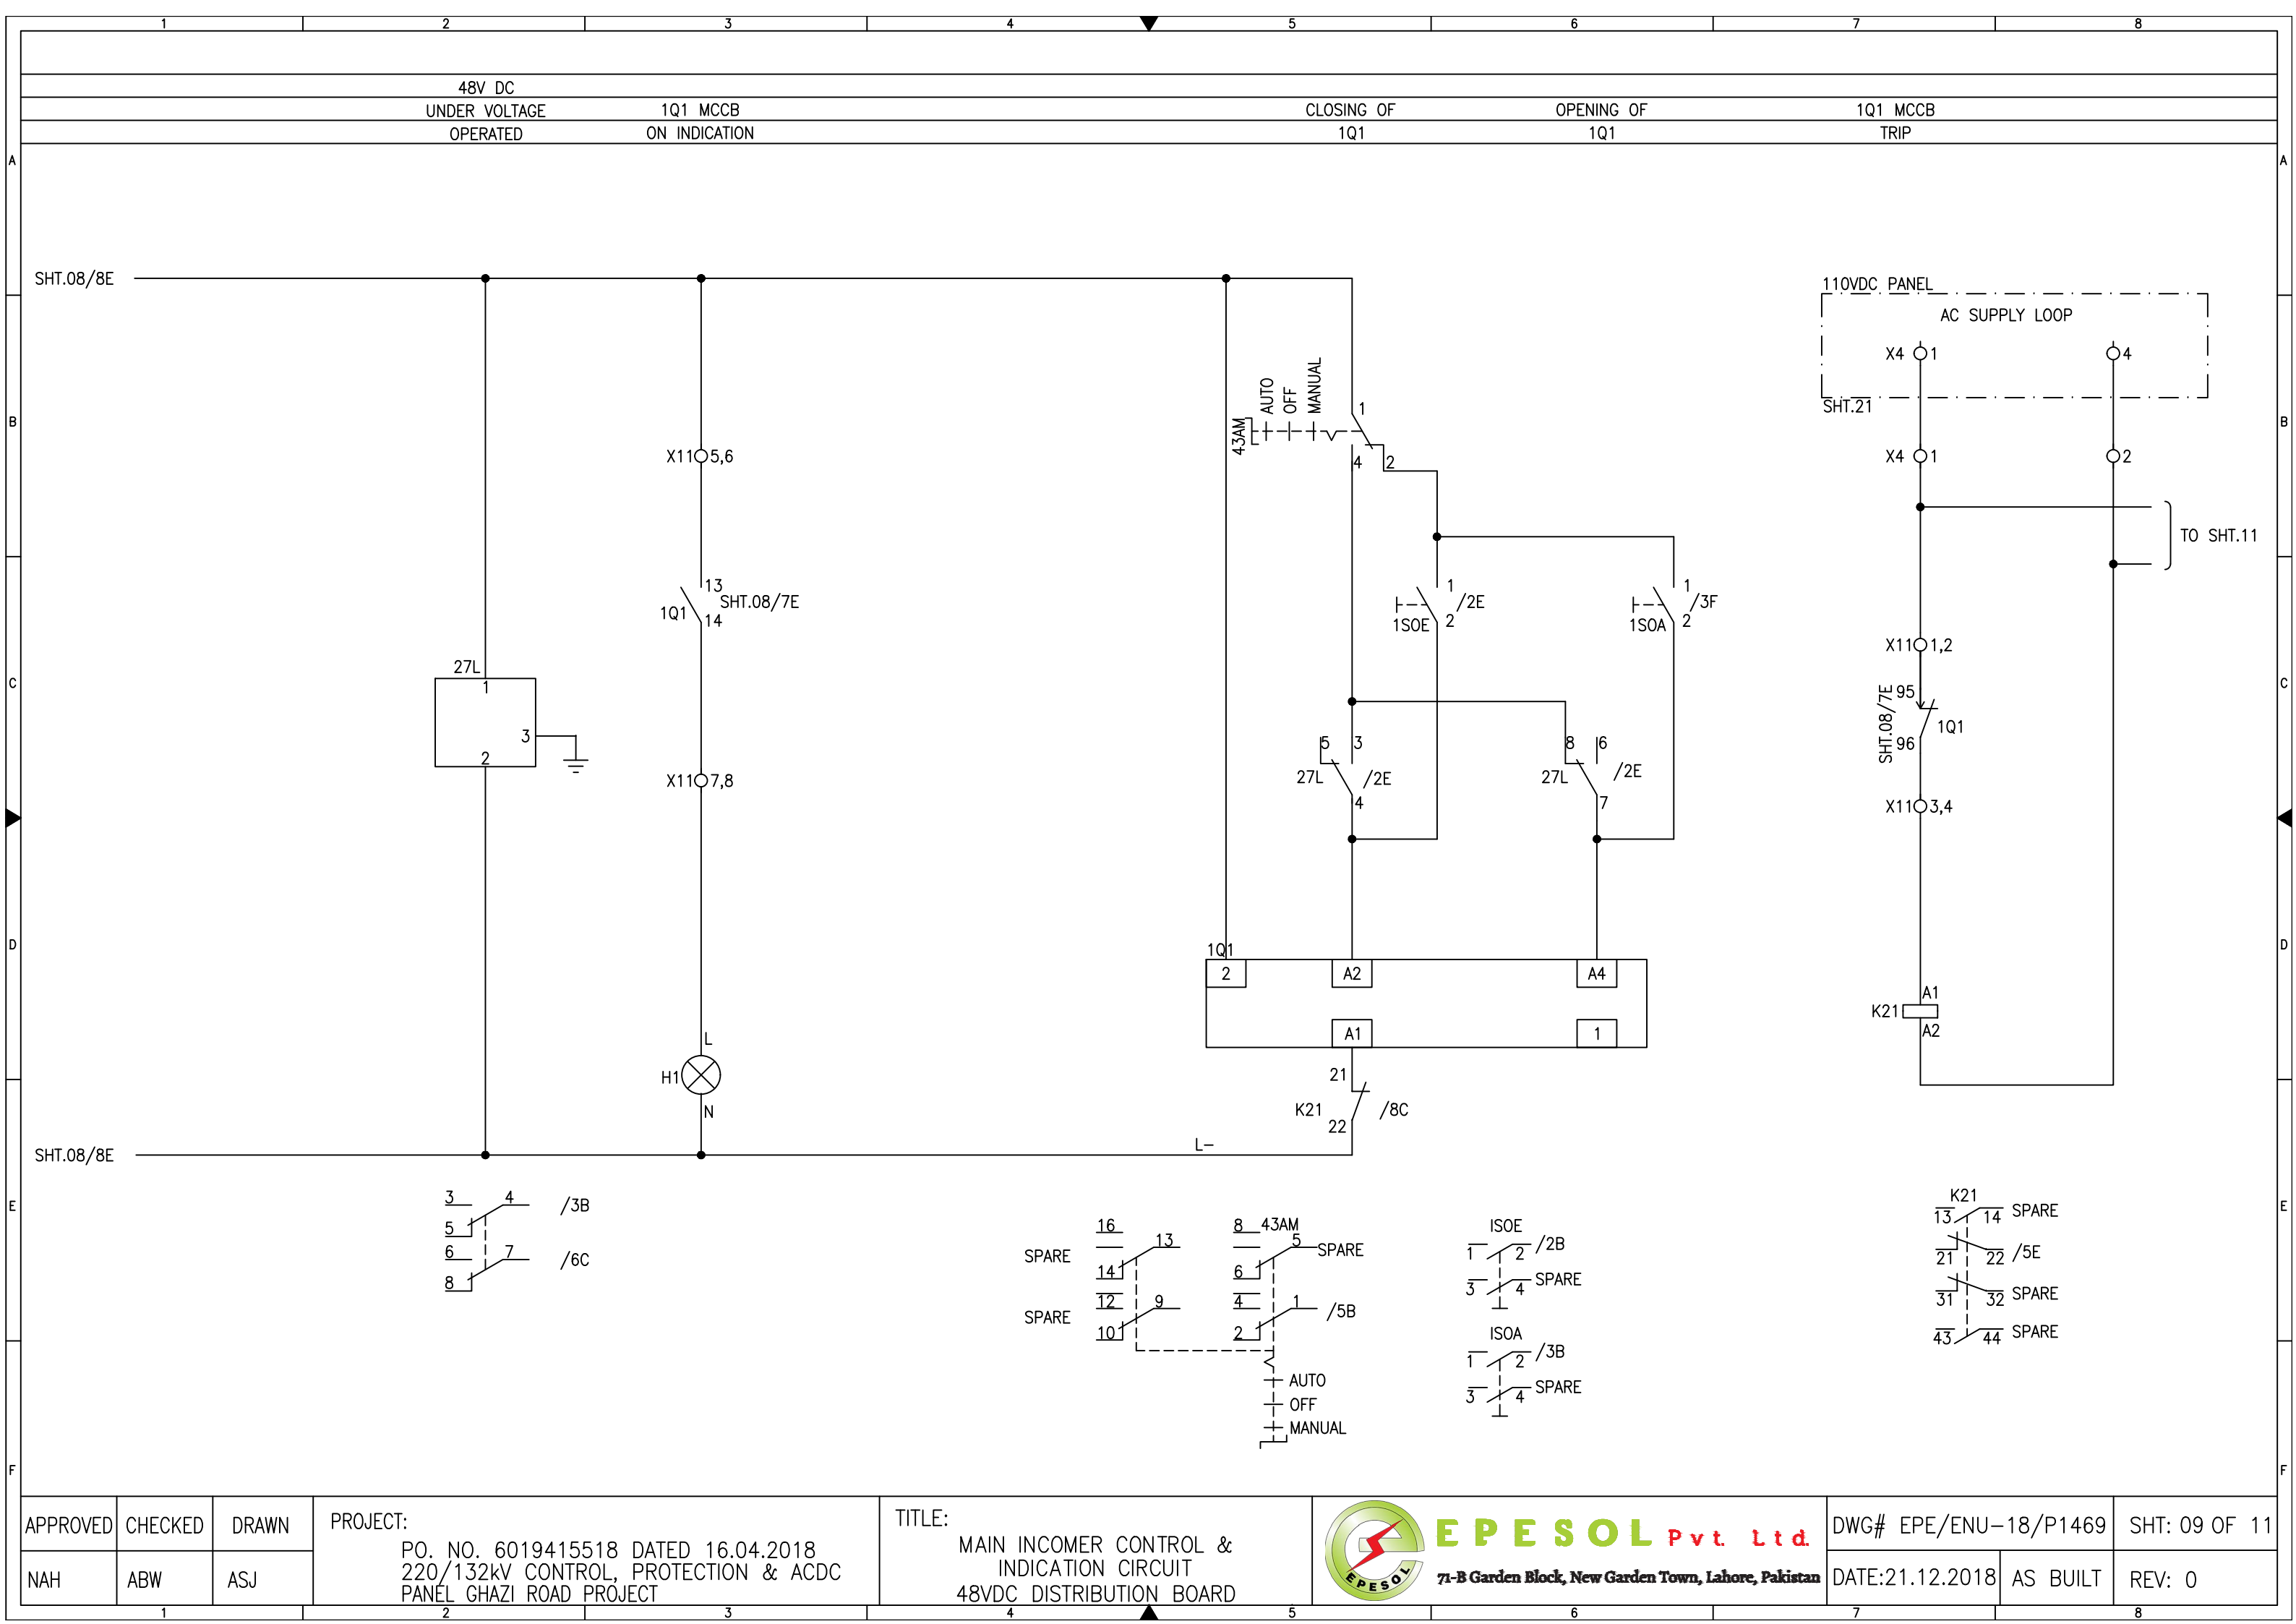 1 2 3 4 5 6 7 8
48V DC
UNDER VOLTAGE 1Q1 MCCB CLOSING OF OPENING OF 1Q1 MCCB
OPERATED ON INDICATION 1Q1 1Q1 TRIP
A A
SHT.08/8E
110VDC PANEL
AC SUPPLY LOOP
X4 1 4
SHT.21
AUTO
OFF
MANUAL
43AM
1
4 2
B B
X11 5,6
X4 1 2
TO SHT.11
13
SHT.08/7E
1Q1
14
1
/2E
1SOE 2
1
/3F
1SOA 2
X11 1,2
C C
27L
1
3
2
95
SHT.08/7E
1Q1
96
5 3
27L /2E
4
8 6
27L /2E
7
X11 7,8
X11 3,4
D D
1Q1
2 A2 A4
A1 1
A1
K21
A2
L
H1
N
21
K21 /8C
22
L-
SHT.08/8E
E E
3 4 /3B
5
6 7 /6C
8
16
13
SPARE
14
12 9
SPARE
10
8 43AM
5
SPARE
6
4 1 /5B
2
AUTO
OFF
MANUAL
ISOE
1 2 /2B
3 4 SPARE
ISOA
1 2 /3B
3 4 SPARE
K21
13 14 SPARE
21 22 /5E
31 32 SPARE
43 44 SPARE
F F
APPROVED CHECKED DRAWN
NAH ABW ASJ
PROJECT:
PO. NO. 6019415518 DATED 16.04.2018
220/132kV CONTROL, PROTECTION & ACDC
PANEL GHAZI ROAD PROJECT
TITLE:
MAIN INCOMER CONTROL &
INDICATION CIRCUIT
48VDC DISTRIBUTION BOARD
EPESOL
EPESOL Pvt. Ltd.
71-B Garden Block, New Garden Town, Lahore, Pakistan
DWG# EPE/ENU-18/P1469 SHT: 09 OF 11
DATE:21.12.2018 AS BUILT REV: 0
1 2 3 4 5 6 7 8